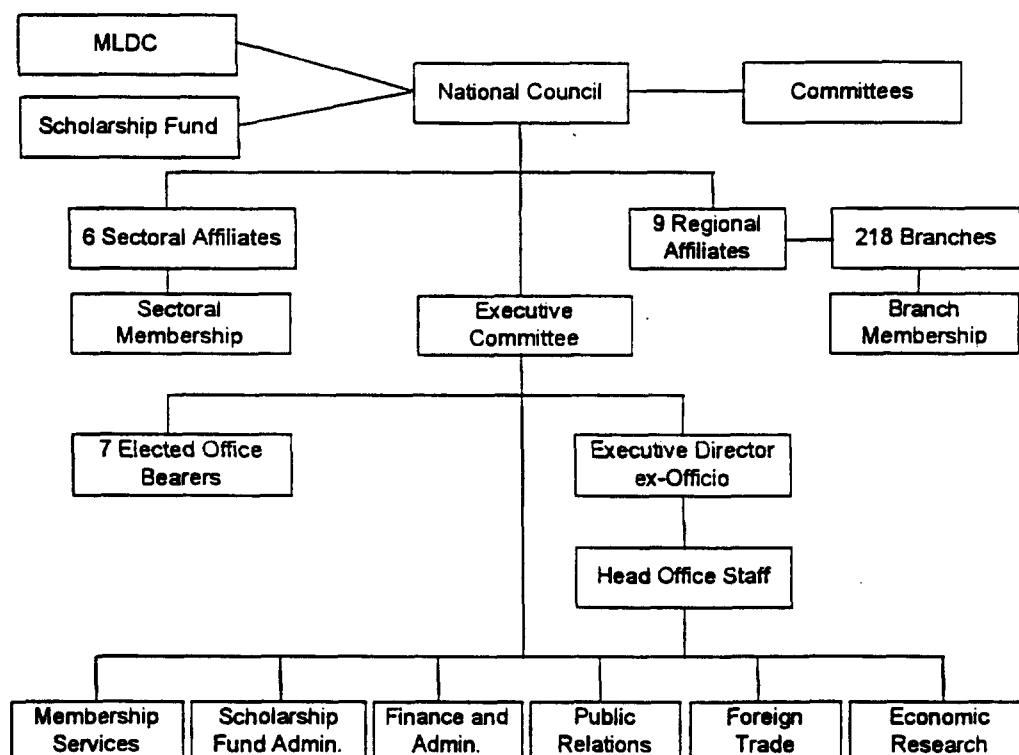 MLDC
National Council
Committees
Scholarship Fund
6 Sectoral Affiliates
9 Regional
Affiliates
218 Branches
Sectoral
Membership
Executive
Committee
Branch
Membership
7 Elected Office
Bearers
Executive Director
ex-Officio
Head Office Staff
Membership
Services
Scholarship
Fund Admin.
Finance and
Admin.
Public
Relations
Foreign
Trade
Economic
Research